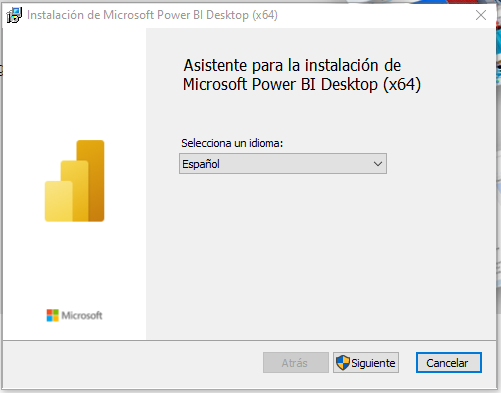 Instalación de Microsoft Power BI Desktop (x64)
Asistente para la instalación de
Microsoft Power BI Desktop (x64)
Selecciona un idioma:
Español
Microsoft
Atrás
Siguiente
Cancelar